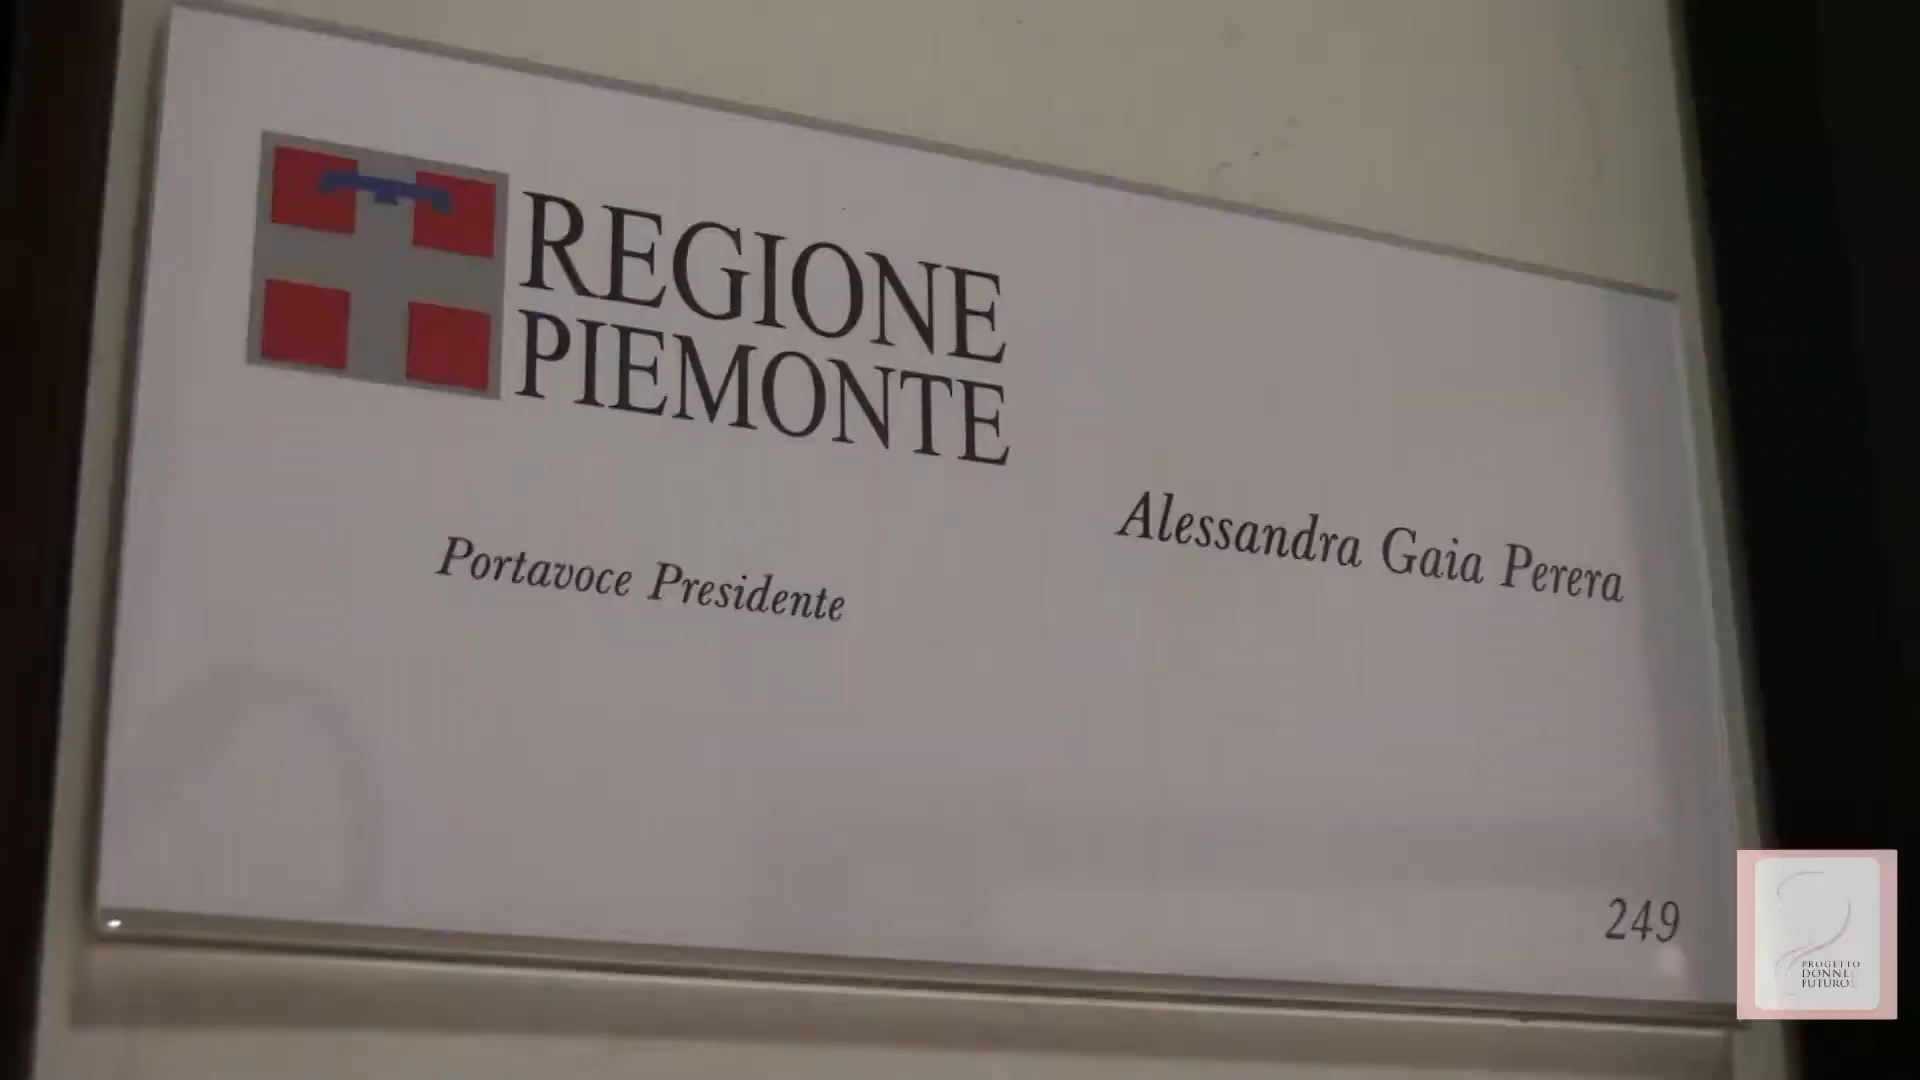 REGIONE
PIEMONTE
Alessandra Gaia Perera
Portavoce Presidente
249
PROGETTO
DONNE
FUTURO